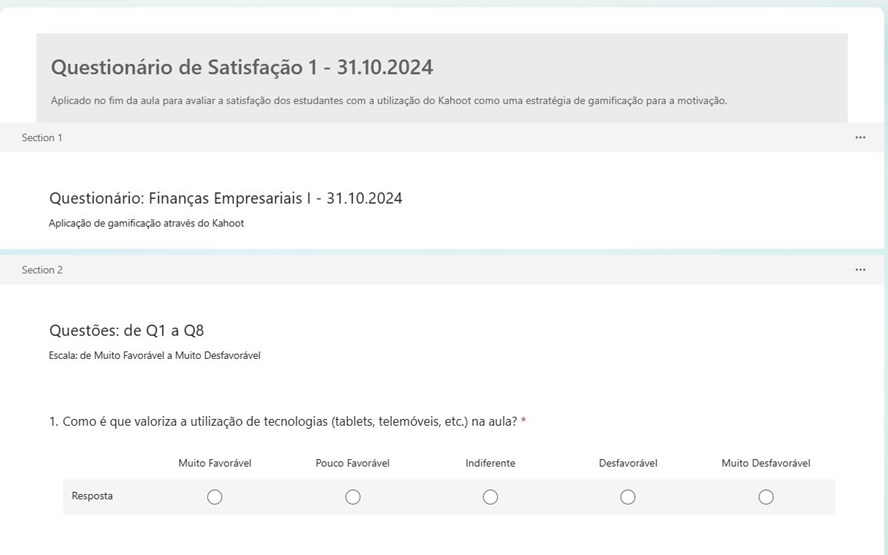 Questionário de Satisfação 1 - 31.10.2024
Aplicado no fim da aula para avaliar a satisfação dos estudantes com a utilização do Kahoot como uma estratégia de gamificação para a motivação.
Section 1
...
Questionário: Finanças Empresariais I - 31.10.2024
Aplicação de gamificação através do Kahoot
Section 2
...
Questões: de Q1 a Q8
Escala: de Muito Favorável a Muito Desfavorável
1. Como é que valoriza a utilização de tecnologias (tablets, telemóveis, etc.) na aula? *
Muito Favorável Pouco Favorável Indiferente Desfavorável Muito Desfavorável
Resposta